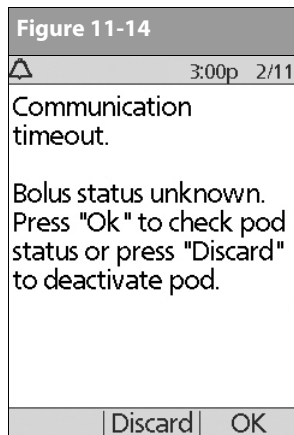 Figure 11-14
3:00p 2/11
Communication
timeout.
Bolus status unknown.
Press "Ok" to check pod
status or press "Discard"
to deactivate pod.
Discard OK